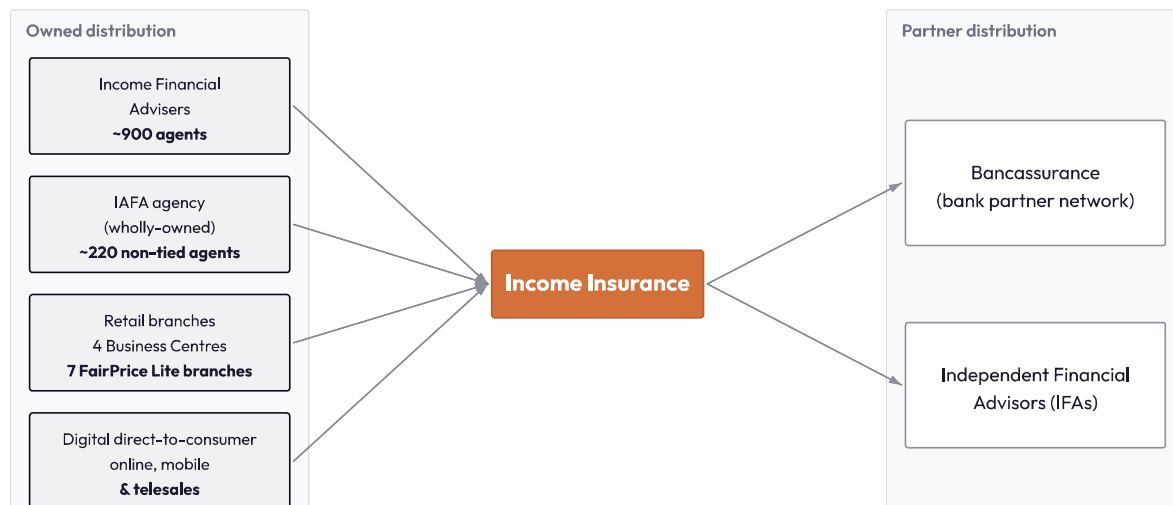 Owned distribution
Income Financial
Advisers
~900 agents
IAFA agency
(wholly-owned)
~220 non-tied agents
Retail branches
4 Business Centres
7 FairPrice Lite branches
Digital direct-to-consumer
online, mobile
& telesales
Income Insurance
Partner distribution
Bancassurance
(bank partner network)
Independent Financial
Advisors (IFAs)